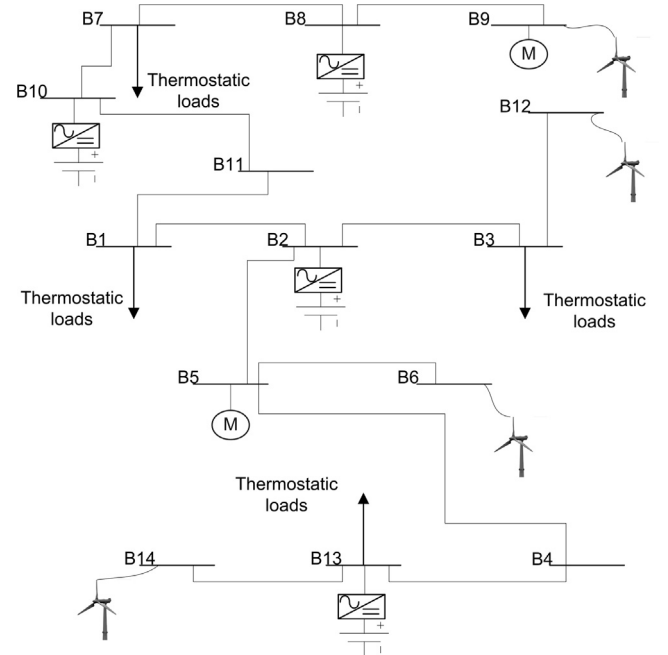 B7
B8
B9
M
Thermostatic
loads
+
B10
B12
+
B11
B1
B2
B3
+
Thermostatic
loads
Thermostatic
loads
B5
B6
M
Thermostatic
loads
B14
B13
B4
+